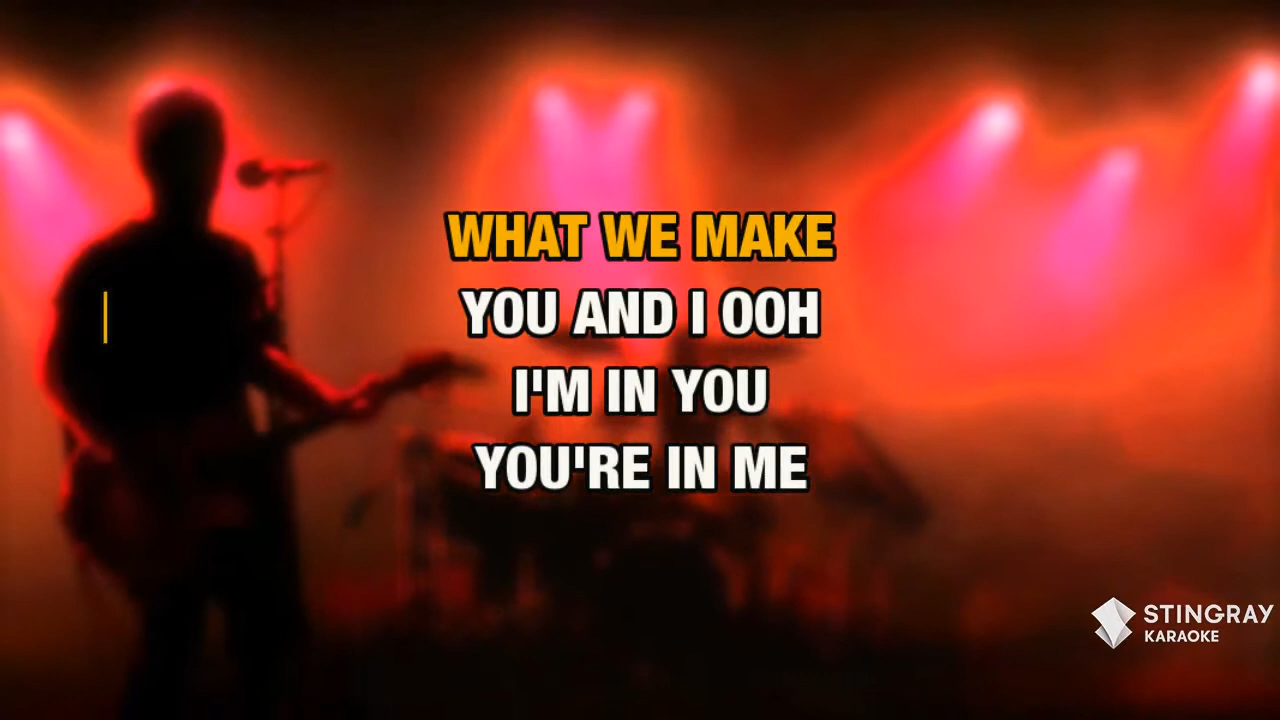 WHAT WE MAKE
YOU AND I OOH
I'M IN YOU
YOU'RE IN ME
STINGRAY
KARAOKE